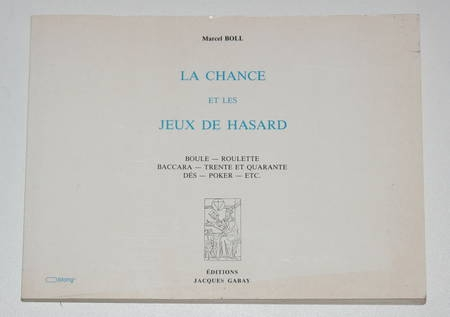 Marcel BOLL
LA CHANCE
ET LES
JEUX DE HASARD
BOULE — ROULETTE
BACCARA — TRENTE ET QUARANTE
DÉS — POKER — ETC.
ÉDITIONS
JACQUES GABAY